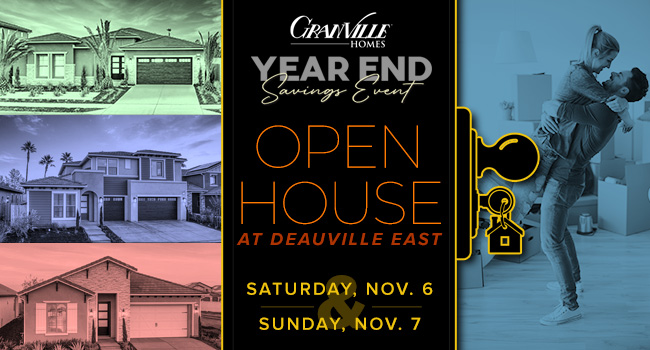 GRANVILLE
HOMES
YEAR END
Savings Event
OPEN
HOUSE
AT DEAUVILLE EAST
SATURDAY, NOV. 6
&
SUNDAY, NOV. 7